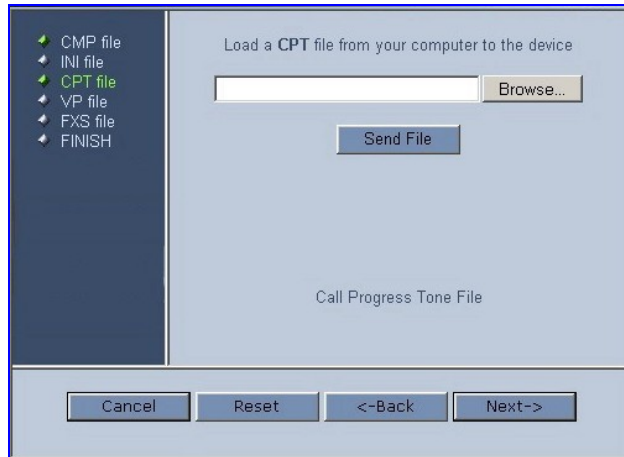 CMP file
INI file
CPT file
VP file
FXS file
FINISH
Load a CPT file from your computer to the device
Browse...
Send File
Call Progress Tone File
Cancel
Reset
<-Back
Next->